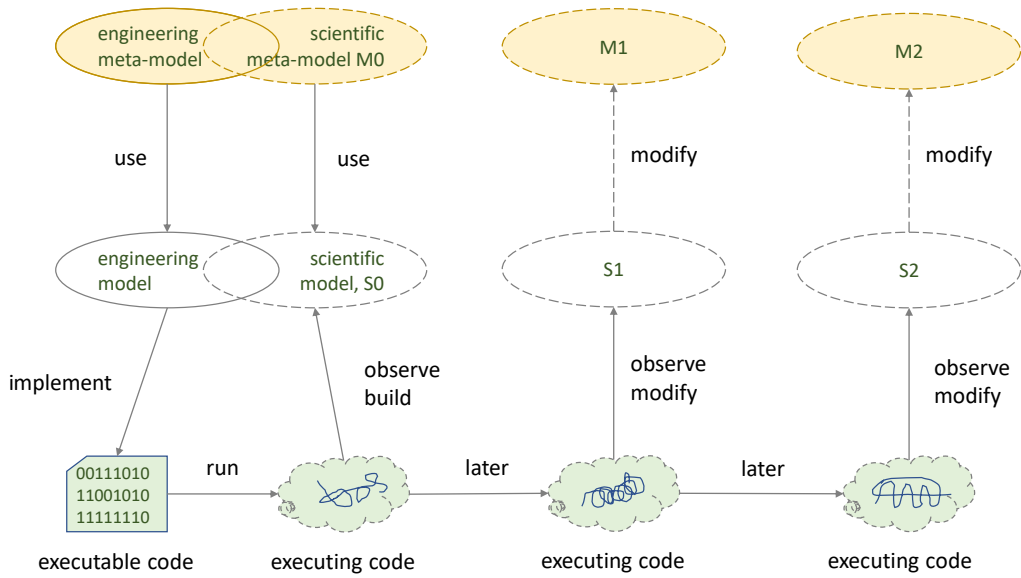 engineering
meta-model
scientific
meta-model M0
M1
M2
use
use
modify
modify
engineering
model
scientific
model, S0
S1
S2
implement
observe
build
observe
modify
observe
modify
00111010
11001010
11111110
run
later
later
executable code
executing code
executing code
executing code